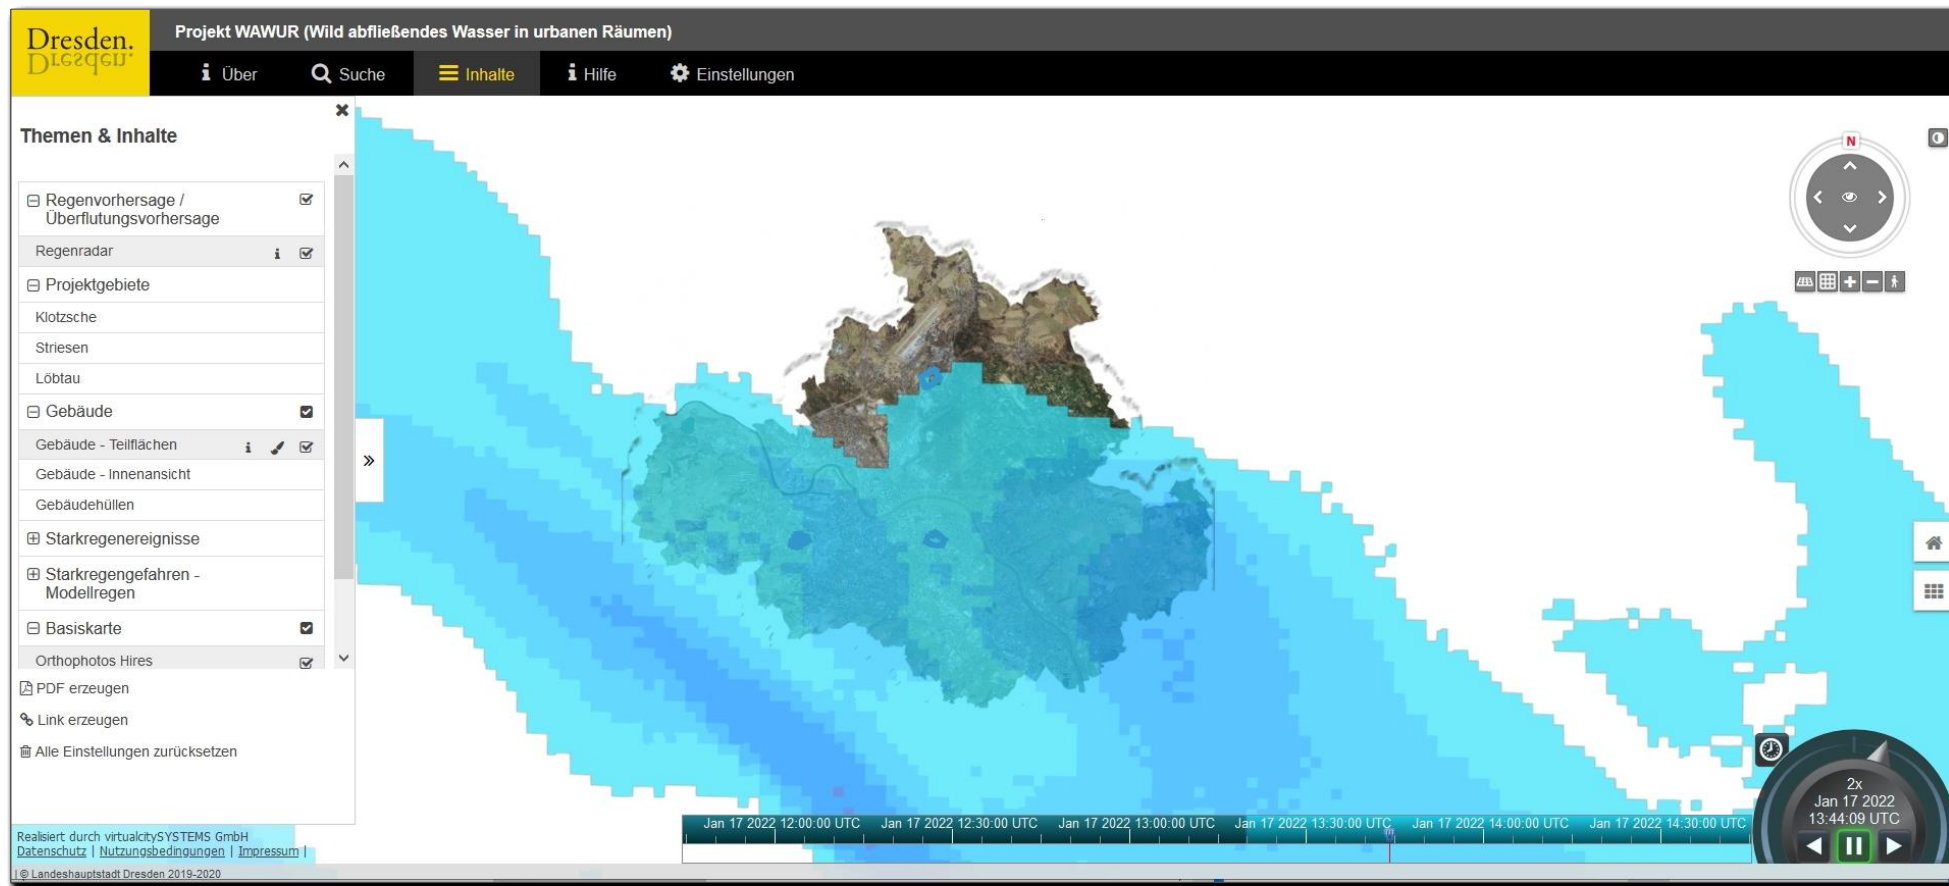 Dresden.
Dresden.
Projekt WAWUR (Wild abfließendes Wasser in urbanen Räumen)
Über
Suche
Inhalte
Hilfe
Einstellungen
Themen & Inhalte
Regenvorhersage /
Überflutungsvorhersage
Regenradar
Projektgebiete
Klotzsche
Striesen
Löbtau
Gebäude
Gebäude - Teilflächen
Gebäude - Innenansicht
Gebäudehüllen
Starkregenereignisse
Starkregengefahren -
Modellregen
Basiskarte
Orthophotos Hires
PDF erzeugen
Link erzeugen
Alle Einstellungen zurücksetzen
Realisiert durch virtualcitySYSTEMS GmbH
Datenschutz | Nutzungsbedingungen | Impressum |
| © Landeshauptstadt Dresden 2019-2020
N
Jan 17 2022 12:00:00 UTC
Jan 17 2022 12:30:00 UTC
Jan 17 2022 13:00:00 UTC
Jan 17 2022 13:30:00 UTC
Jan 17 2022 14:00:00 UTC
Jan 17 2022 14:30:00 UTC
2x
Jan 17 2022
13:44:09 UTC